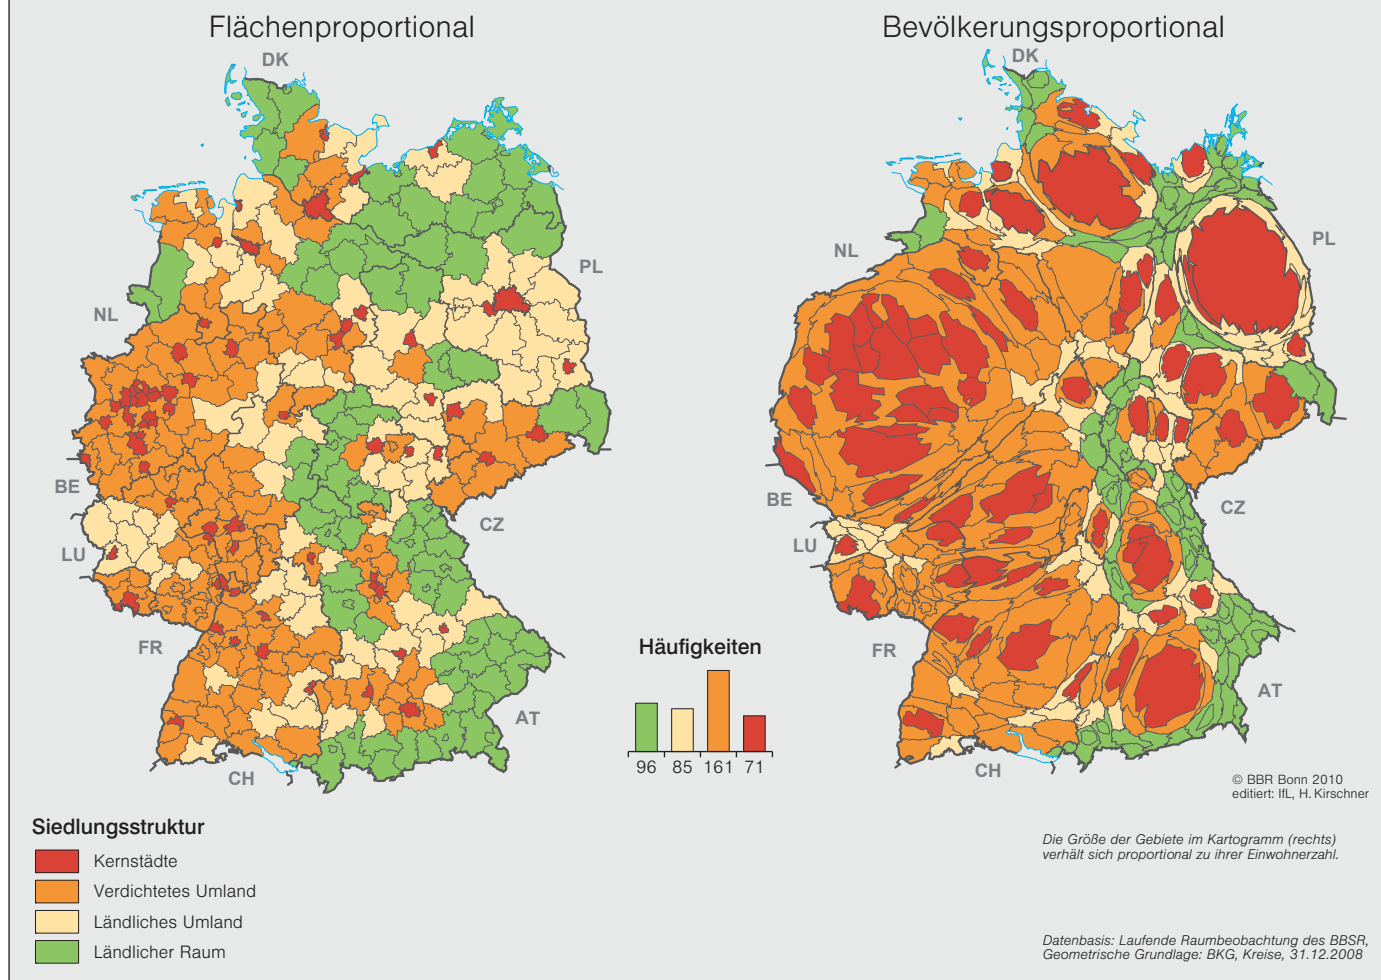 Flächenproportional
Bevölkerungsproportional
DK
PL
NL
BE
LU
FR
CH
AT
CZ
DK
NL
PL
BE
LU
FR
CH
AT
CZ
Häufigkeiten
96 85 161 71
© BBR Bonn 2010
editiert: IfL, H. Kirschner
Siedlungsstruktur
Kernstädte
Verdichtetes Umland
Ländliches Umland
Ländlicher Raum
Die Größe der Gebiete im Kartogramm (rechts)
verhält sich proportional zu ihrer Einwohnerzahl.
Datenbasis: Laufende Raumbeobachtung des BBSR,
Geometrische Grundlage: BKG, Kreise, 31.12.2008